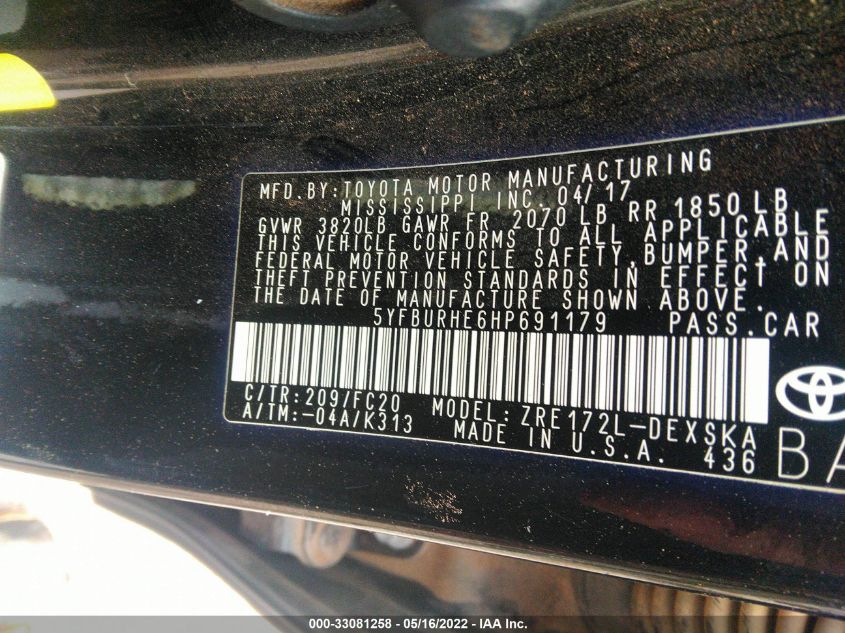 MFD. BY: TOYOTA MOTOR MANUFACTURING
MISSISSIPPI INC. 04/ 17
GVWR 3820LB GAWR FR 2070 LB RR 1850 LB
THIS VEHICLE CONFORMS TO ALL APPLICABLE
FEDERAL MOTOR VEHICLE SAFETY, BUMPER, AND
THEFT PREVENTION STANDARDS IN EFFECT ON
THE DATE OF MANUFACTURE SHOWN ABOVE.
5YFBURHE6HP691179 PASS. CAR
C/TR: 209/FC20 MODEL: ZRE172L-DEXSKA
A/TM: -04A/K313 MADE IN U.S.A. 436
BA
000-33081258 - 05/16/2022 - IAA Inc.